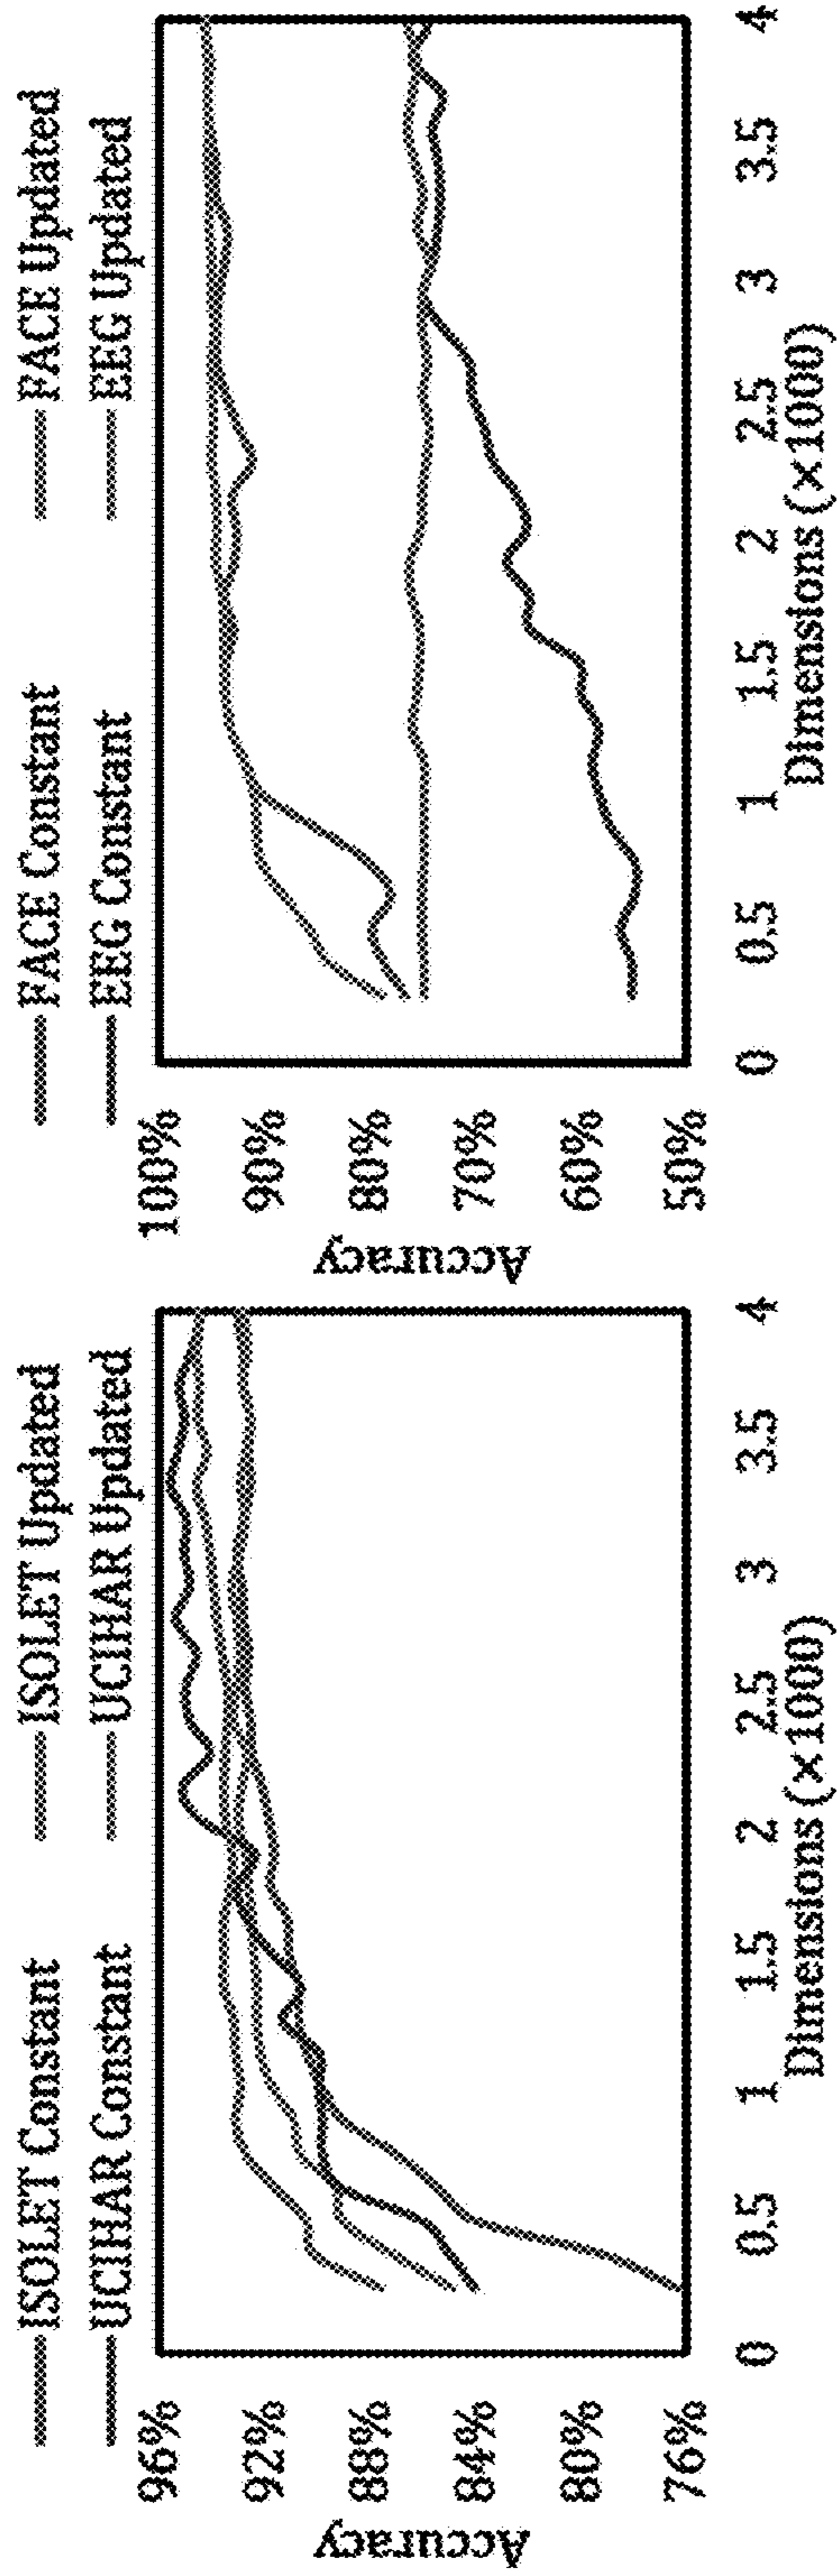 ISOLET Constant ISOLET Updated
UCIHAR Constant UCIHAR Updated
Accuracy
96%
92%
88%
84%
80%
76%
0 0.5 1 1.5 2 2.5 3 3.5 4
Dimensions (×1000)
FACE Constant FACE Updated
EEG Constant EEG Updated
Accuracy
100%
90%
80%
70%
60%
50%
0 0.5 1 1.5 2 2.5 3 3.5 4
Dimensions (×1000)